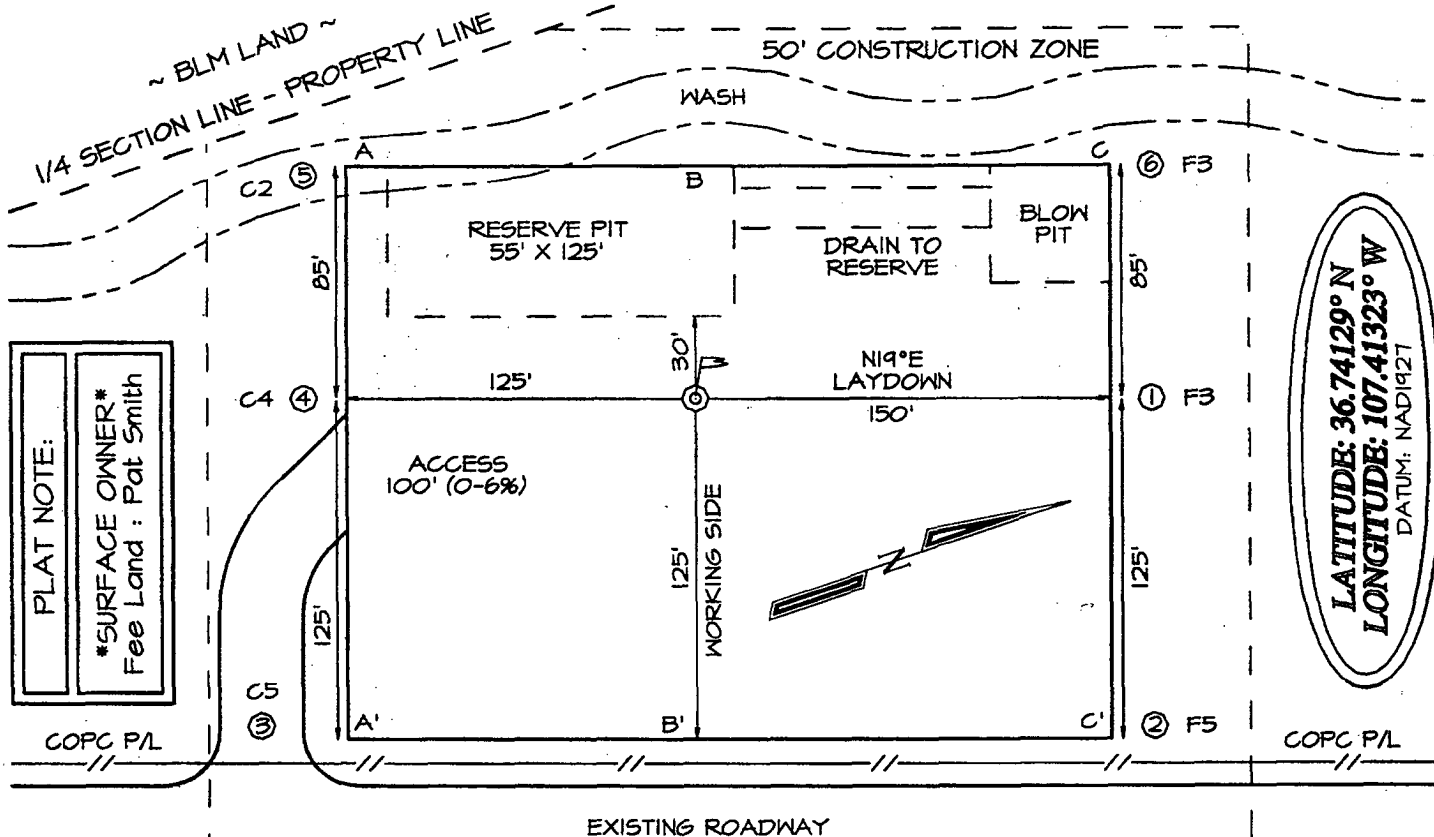 ~ BLM LAND ~
1/4 SECTION LINE - PROPERTY LINE
50' CONSTRUCTION ZONE
WASH
A
C
C2 ⑤
⑥ F3
B
RESERVE PIT
55' X 125'
DRAIN TO
RESERVE
BLOW
PIT
85'
85'
30'
C4 ④
125'
N19°E
LAYDOWN
150'
① F3
ACCESS
100' (0-6%)
WORKING SIDE
125'
125'
125'
N
PLAT NOTE:
*SURFACE OWNER*
Fee Land : Pat Smith
LATITUDE: 36.74129° N
LONGITUDE: 107.41323° W
DATUM: NAD1927
C5
③
A'
B'
C'
② F5
COPC P/L
COPC P/L
EXISTING ROADWAY